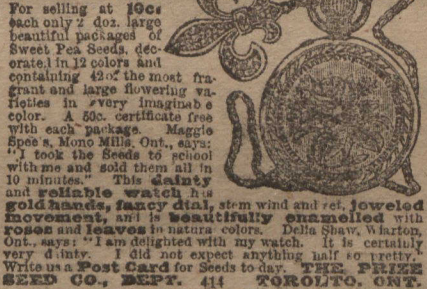 For selling at 10c.
each only 2 doz. large
beautiful packages of
Sweet Pea Seeds, dec-
orated in 12 colors and
containing 42 of the most fra-
grant and large flowering va-
rieties in every imaginable
color. A 50c. certificate free
with each package. Maggie
Spee's, Mono Mills, Ont., says:
"I took the Seeds to school
with me and sold them all in
10 minutes." This dainty
and reliable watch has
gold hands, fancy dial, stem wind and set, jeweled
movement, and is beautifully enamelled with
roses and leaves in natural colors. Della Shaw, Wiarton,
Ont., says: "I am delighted with my watch. It is certainly
very dainty. I did not expect anything half so pretty."
Write us a Post Card for Seeds to day. THE PRIZE
SEED CO., DEPT. 414 TORONTO, ONT.